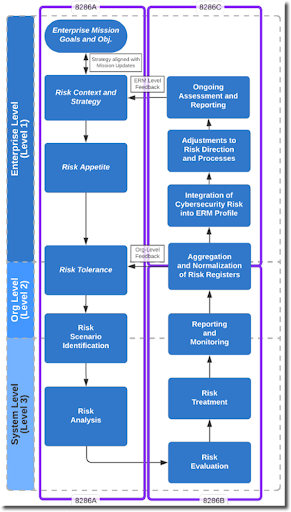 8286A
8286C
Enterprise Mission
Goals and Obj.
Strategy aligned with
Mission Updates
ERM Level
Feedback
Risk Context and
Strategy
Ongoing
Assessment and
Reporting
Enterprise Level
(Level 1)
Adjustments to
Risk Direction
and Processes
Risk Appetite
Integration of
Cybersecurity Risk
into ERM Profile
Org-Level
Feedback
Risk Tolerance
Aggregation
and Normalization
of Risk Registers
Org Level
(Level 2)
Risk
Scenario
Identification
Reporting
and
Monitoring
System Level
(Level 3)
Risk
Analysis
Risk
Treatment
Risk
Evaluation
8286A
8286B